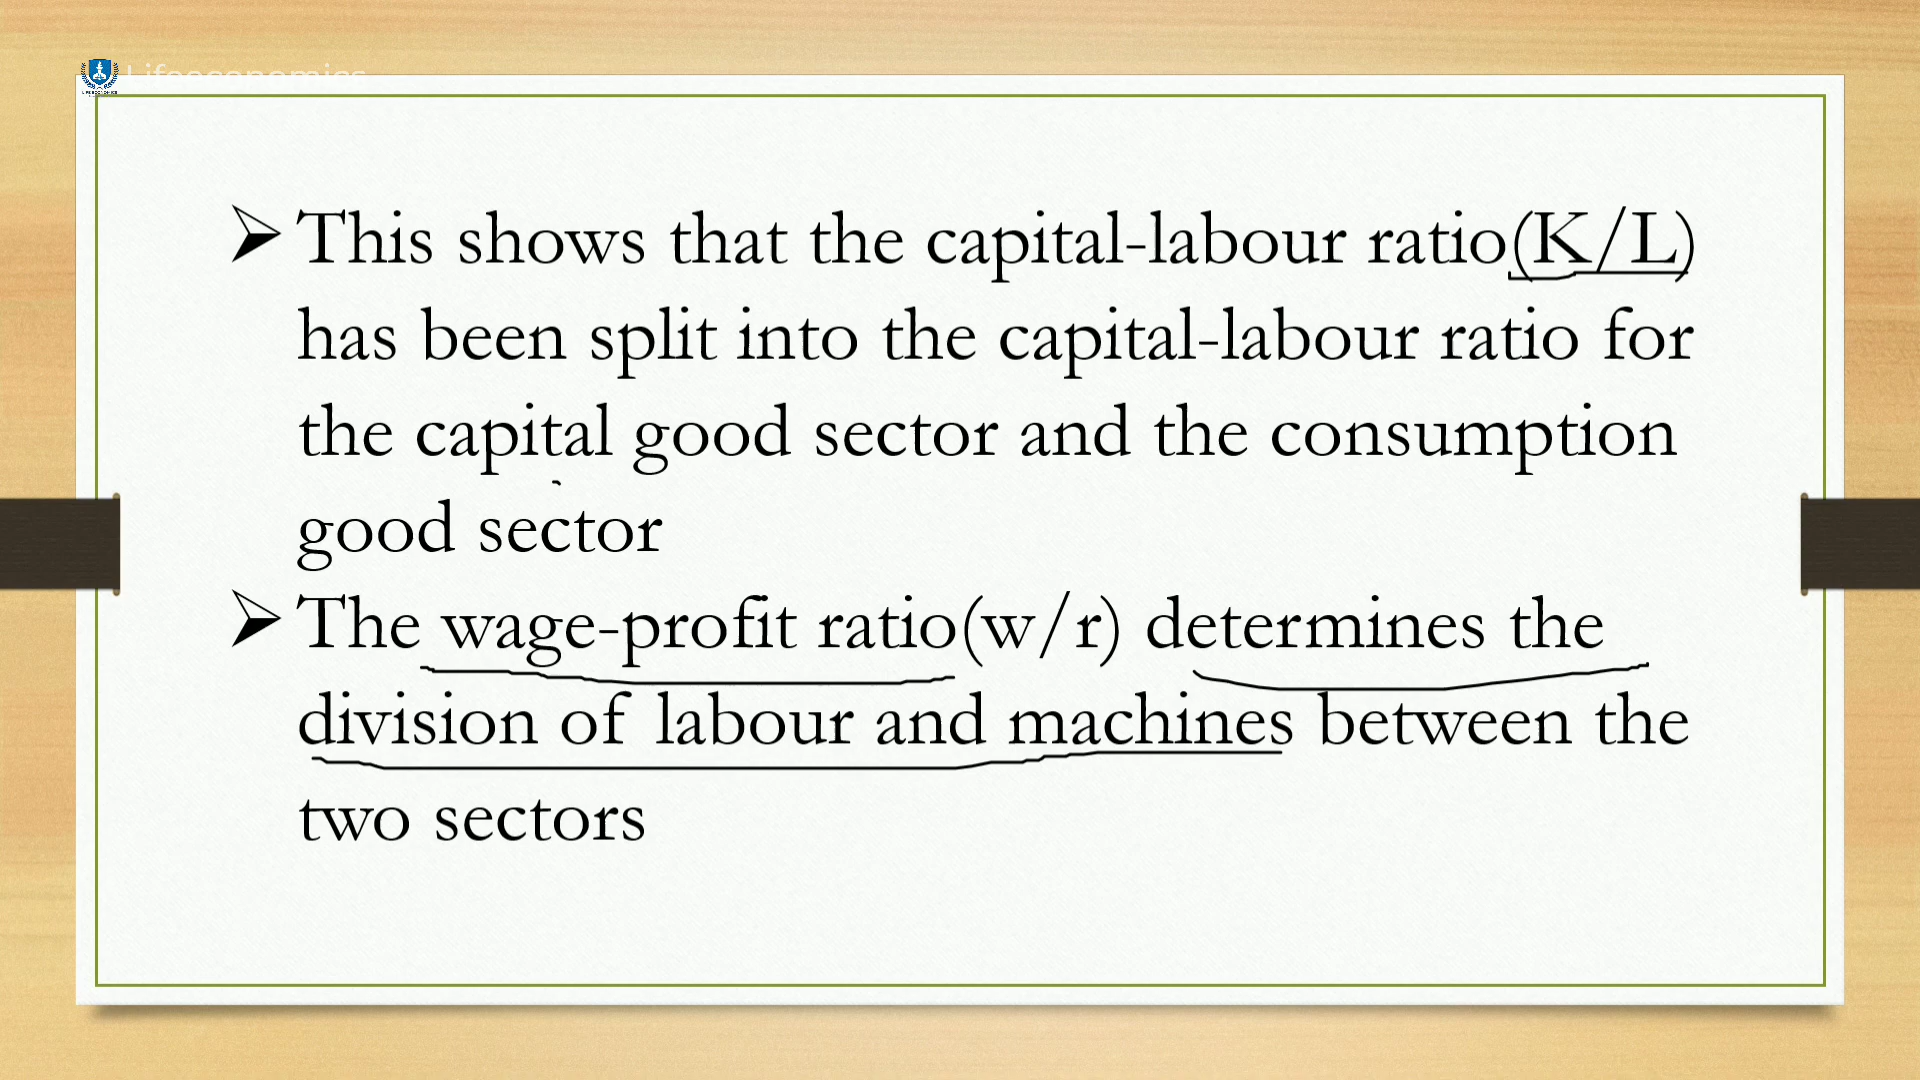 Lifeeconomics
➢ This shows that the capital-labour ratio(K/L)
has been split into the capital-labour ratio for
the capital good sector and the consumption
good sector
➢ The wage-profit ratio(w/r) determines the
division of labour and machines between the
two sectors